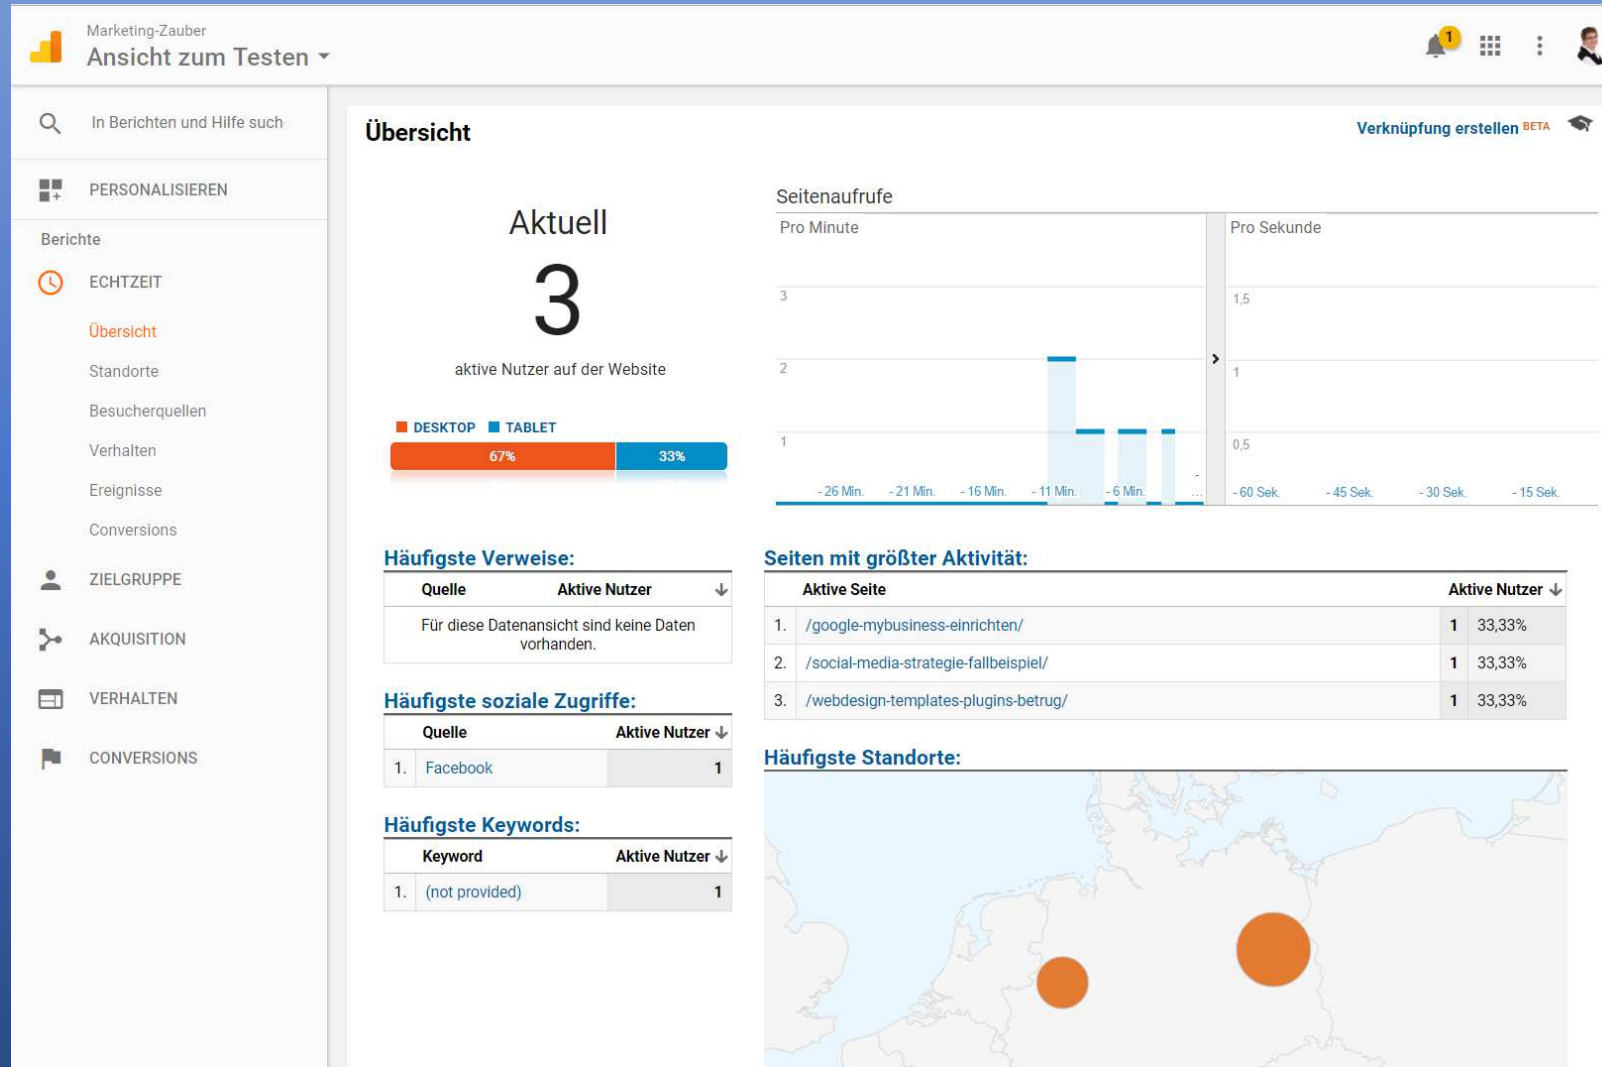 Marketing-Zauber
Ansicht zum Testen
1
In Berichten und Hilfe such
PERSONALISIEREN
Berichte
ECHTZEIT
Übersicht
Standorte
Besucherquellen
Verhalten
Ereignisse
Conversions
ZIELGRUPPE
AKQUISITION
VERHALTEN
CONVERSIONS
Übersicht
Verknüpfung erstellen BETA
Aktuell
3
aktive Nutzer auf der Website
DESKTOP TABLET
67% 33%
Seitenaufrufe
Pro Minute
3
2
1
- 26 Min. - 21 Min. - 16 Min. - 11 Min. - 6 Min. - ...
Pro Sekunde
1,5
1
0,5
- 60 Sek. - 45 Sek. - 30 Sek. - 15 Sek.
Häufigste Verweise:
Quelle Aktive Nutzer
Für diese Datenansicht sind keine Daten
vorhanden.
Häufigste soziale Zugriffe:
Quelle Aktive Nutzer
1. Facebook 1
Häufigste Keywords:
Keyword Aktive Nutzer
1. (not provided) 1
Seiten mit größter Aktivität:
Aktive Seite Aktive Nutzer
1. /google-mybusiness-einrichten/ 1 33,33%
2. /social-media-strategie-fallbeispiel/ 1 33,33%
3. /webdesign-templates-plugins-betrug/ 1 33,33%
Häufigste Standorte: